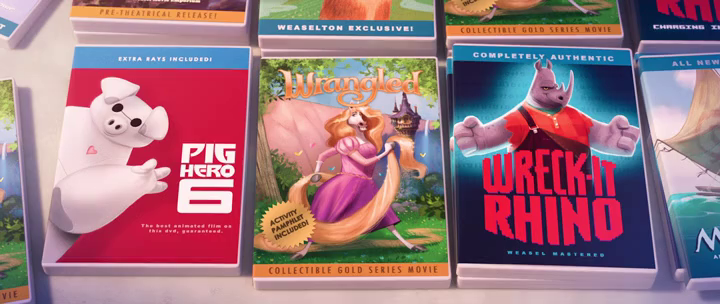 PRE-THEATRICAL RELEASE!
WEASELTON EXCLUSIVE!
COLLECTIBLE GOLD SERIES MOVIE
CHARGING
EXTRA RAYS INCLUDED!
PIG
HERO
6
The best animated film on
this dvd, guaranteed.
Wrangled
ACTIVITY
PAMPHLET
INCLUDED!
COLLECTIBLE GOLD SERIES MOVIE
COMPLETELY AUTHENTIC
WRECK-IT
RHINO
WEASEL MASTERED
ALL NEW
VIE